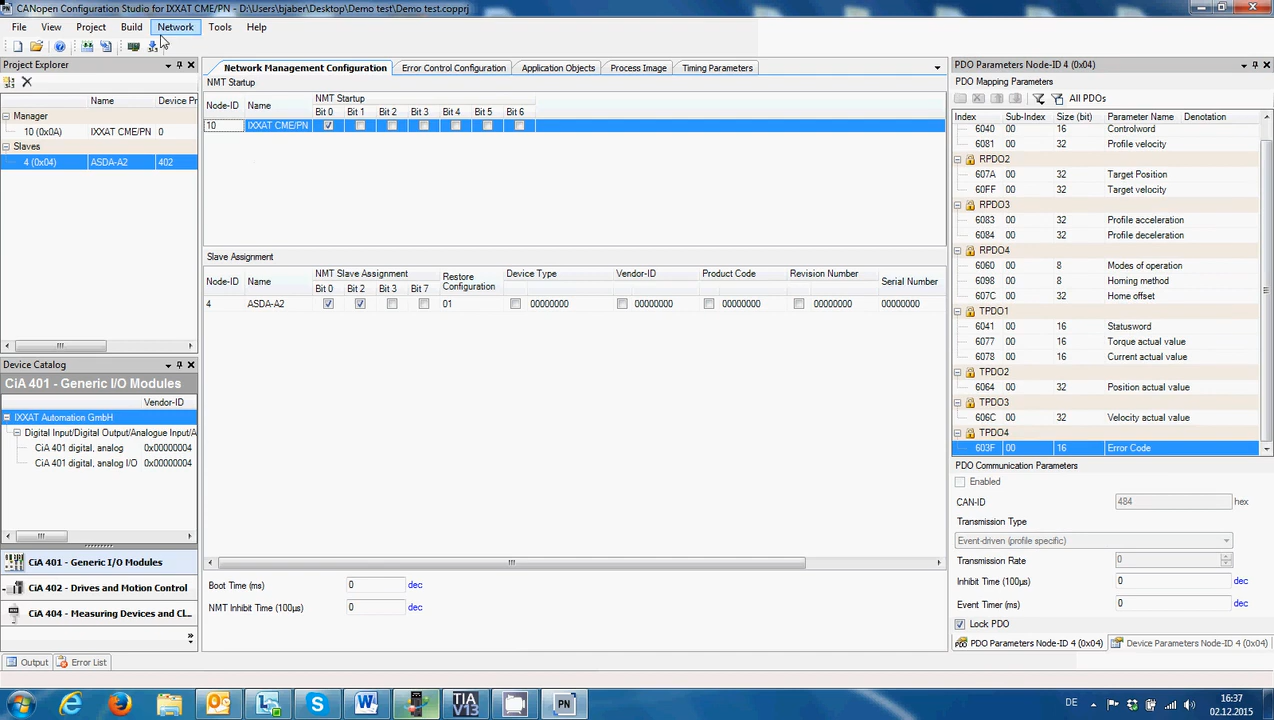 CANopen Configuration Studio for IXXAT CME/PN - D:\Users\bjaber\Desktop\Demo test\Demo test.copprj
File View Project Build Network Tools Help
Project Explorer
Name Device Pr
Manager
10 (0x0A) IXXAT CME/PN 0
Slaves
4 (0x04) ASDA-A2 402
Device Catalog
CiA 401 - Generic I/O Modules
Vendor-ID
IXXAT Automation GmbH
Digital Input/Digital Output/Analogue Input/A
CiA 401 digital, analog 0x00000004
CiA 401 digital, analog I/O 0x00000004
CiA 401 - Generic I/O Modules
CiA 402 - Drives and Motion Control
CiA 404 - Measuring Devices and Cl...
Output Error List
Network Management Configuration Error Control Configuration Application Objects Process Image Timing Parameters
NMT Startup
Node-ID Name NMT Startup
Bit 0 Bit 1 Bit 2 Bit 3 Bit 4 Bit 5 Bit 6
10 IXXAT CME/PN
Slave Assignment
Node-ID Name NMT Slave Assignment Restore Configuration Device Type Vendor-ID Product Code Revision Number Serial Number
Bit 0 Bit 2 Bit 3 Bit 7
4 ASDA-A2 01 00000000 00000000 00000000 00000000 00000000
Boot Time (ms) 0 dec
NMT Inhibit Time (100µs) 0 dec
PDO Parameters Node-ID 4 (0x04)
PDO Mapping Parameters
All PDOs
Index Sub-Index Size (bit) Parameter Name Denotation
6040 00 16 Controlword
6081 00 32 Profile velocity
RPDO2
607A 00 32 Target Position
60FF 00 32 Target velocity
RPDO3
6083 00 32 Profile acceleration
6084 00 32 Profile deceleration
RPDO4
6060 00 8 Modes of operation
6098 00 8 Homing method
607C 00 32 Home offset
TPDO1
6041 00 16 Statusword
6077 00 16 Torque actual value
6078 00 16 Current actual value
TPDO2
6064 00 32 Position actual value
TPDO3
606C 00 32 Velocity actual value
TPDO4
603F 00 16 Error Code
PDO Communication Parameters
Enabled
CAN-ID 484 hex
Transmission Type
Event-driven (profile specific)
Transmission Rate 0
Inhibit Time (100µs) 0 dec
Event Timer (ms) 0 dec
Lock PDO
PDO Parameters Node-ID 4 (0x04) Device Parameters Node-ID 4 (0x04)
TIA V13 PN DE 16:37
02.12.2015